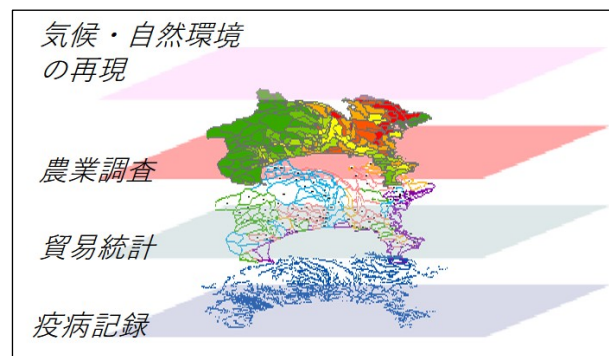 気候・自然環境
の再現
農業調査
貿易統計
疫病記録